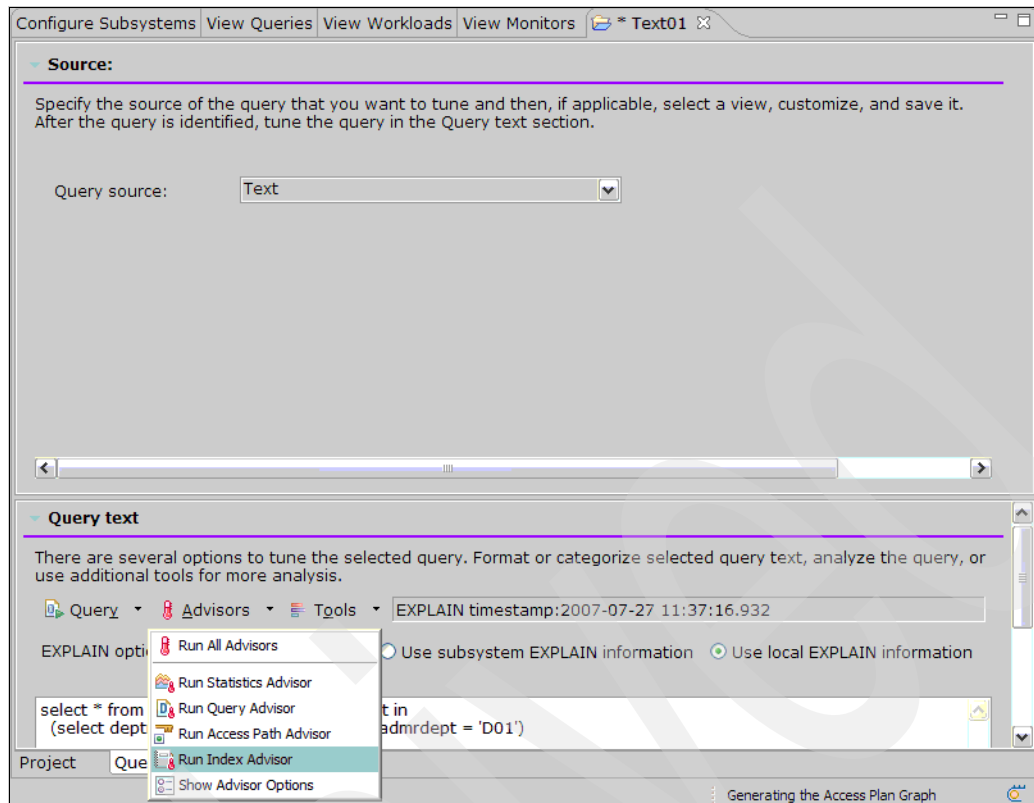 Configure Subsystems View Queries View Workloads View Monitors * Text01
Source:
Specify the source of the query that you want to tune and then, if applicable, select a view, customize, and save it.
After the query is identified, tune the query in the Query text section.
Query source: Text
Query text
There are several options to tune the selected query. Format or categorize selected query text, analyze the query, or
use additional tools for more analysis.
Query Advisors Tools EXPLAIN timestamp:2007-07-27 11:37:16.932
EXPLAIN opti Use subsystem EXPLAIN information Use local EXPLAIN information
Run All Advisors
Run Statistics Advisor
Run Query Advisor
Run Access Path Advisor
Run Index Advisor
Show Advisor Options
select * from t in
(select dept admrdept = 'D01')
Project Que
Generating the Access Plan Graph